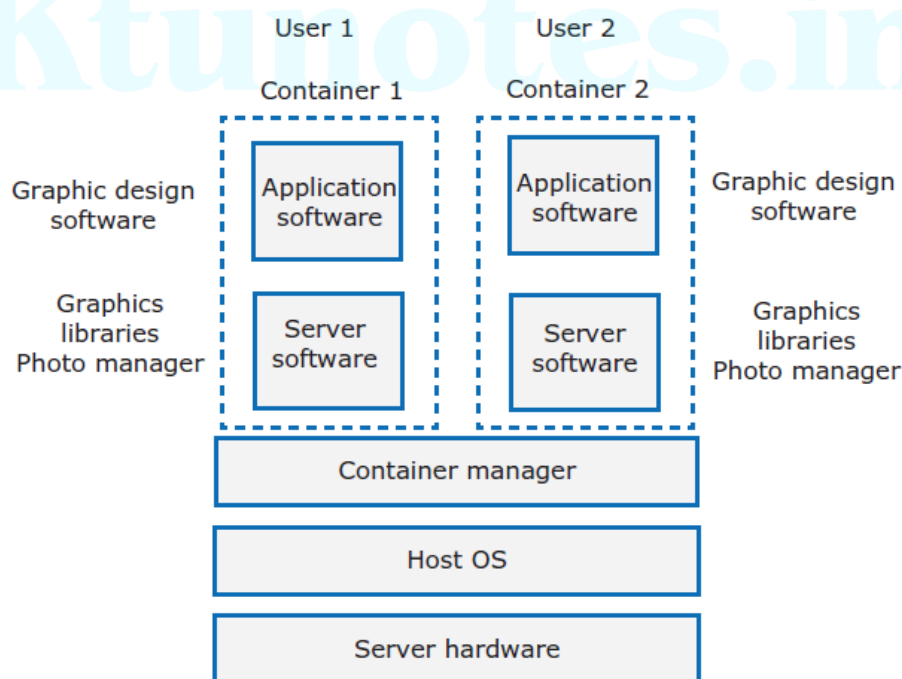 Ktunotes.in
User 1
User 2
Container 1
Container 2
Graphic design
software
Application
software
Application
software
Graphic design
software
Graphics
libraries
Photo manager
Server
software
Server
software
Graphics
libraries
Photo manager
Container manager
Host OS
Server hardware